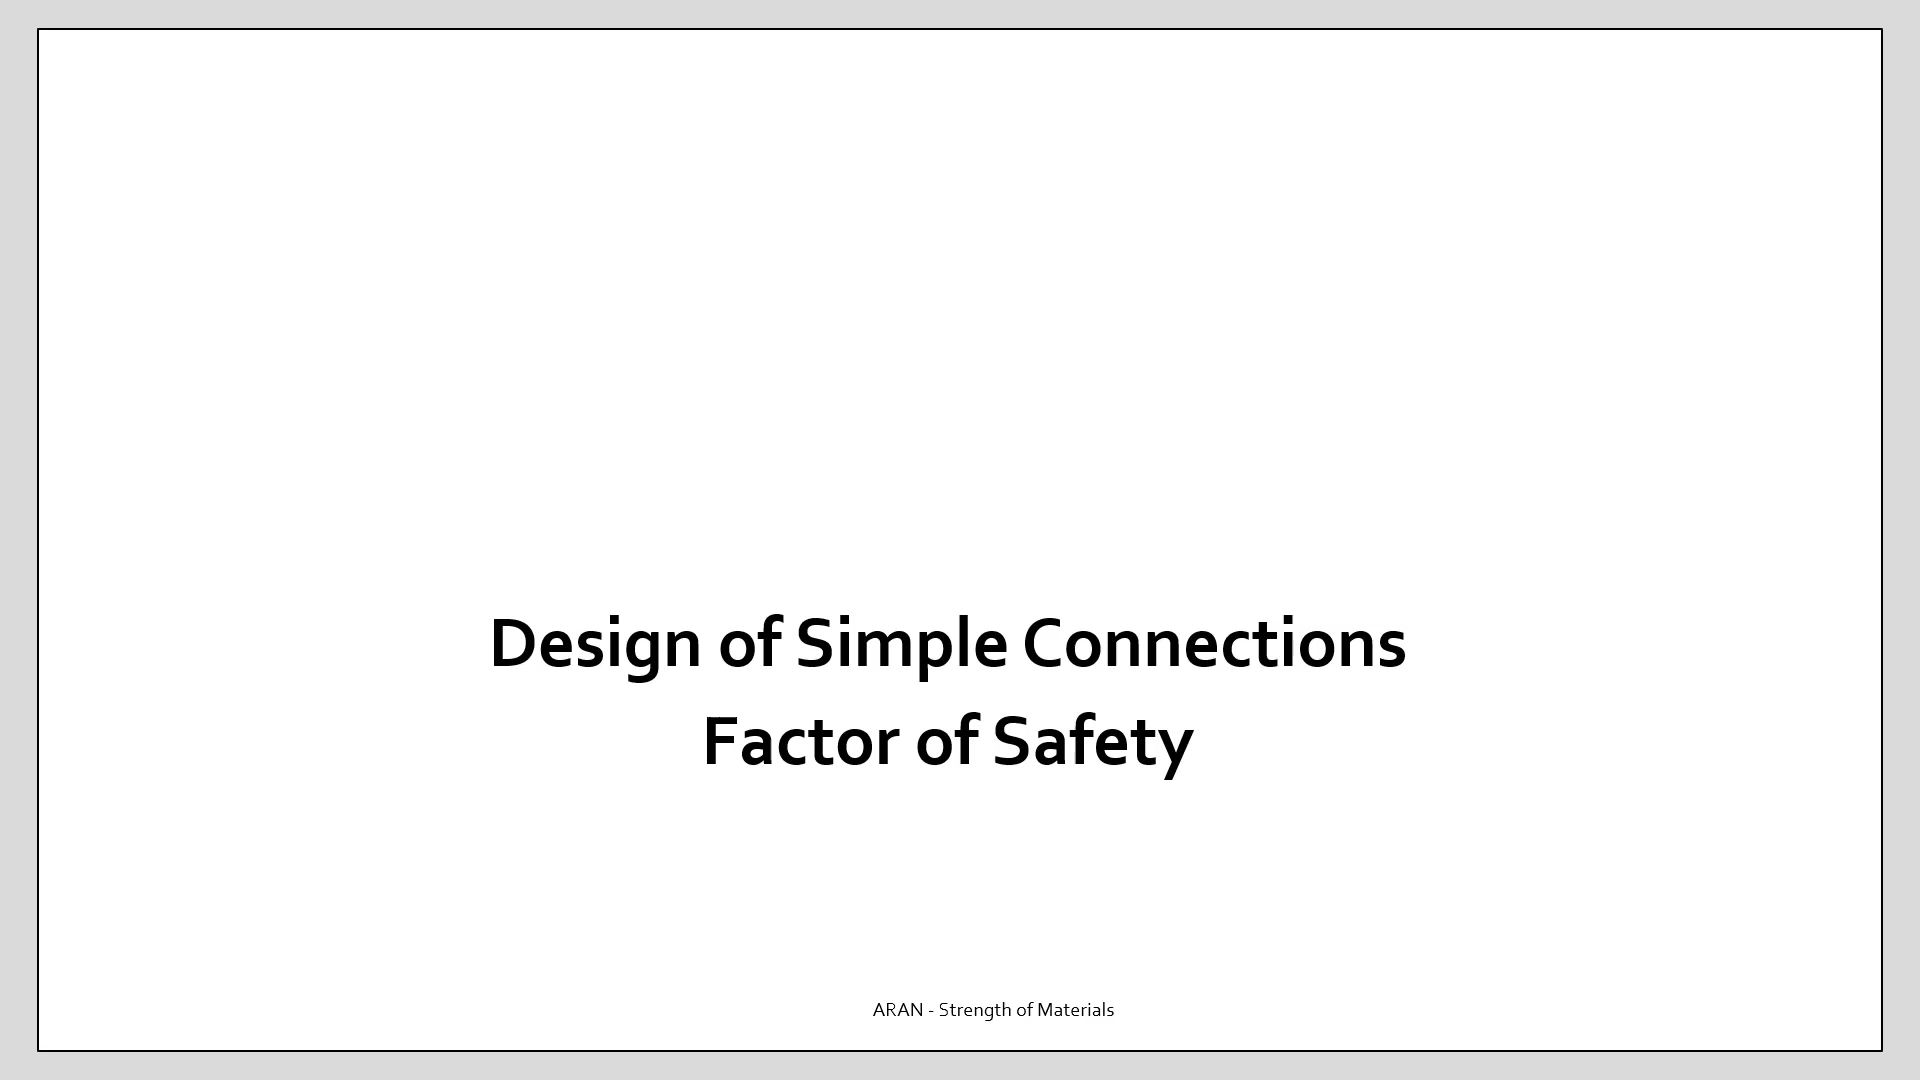 Design of Simple Connections
Factor of Safety
ARAN - Strength of Materials